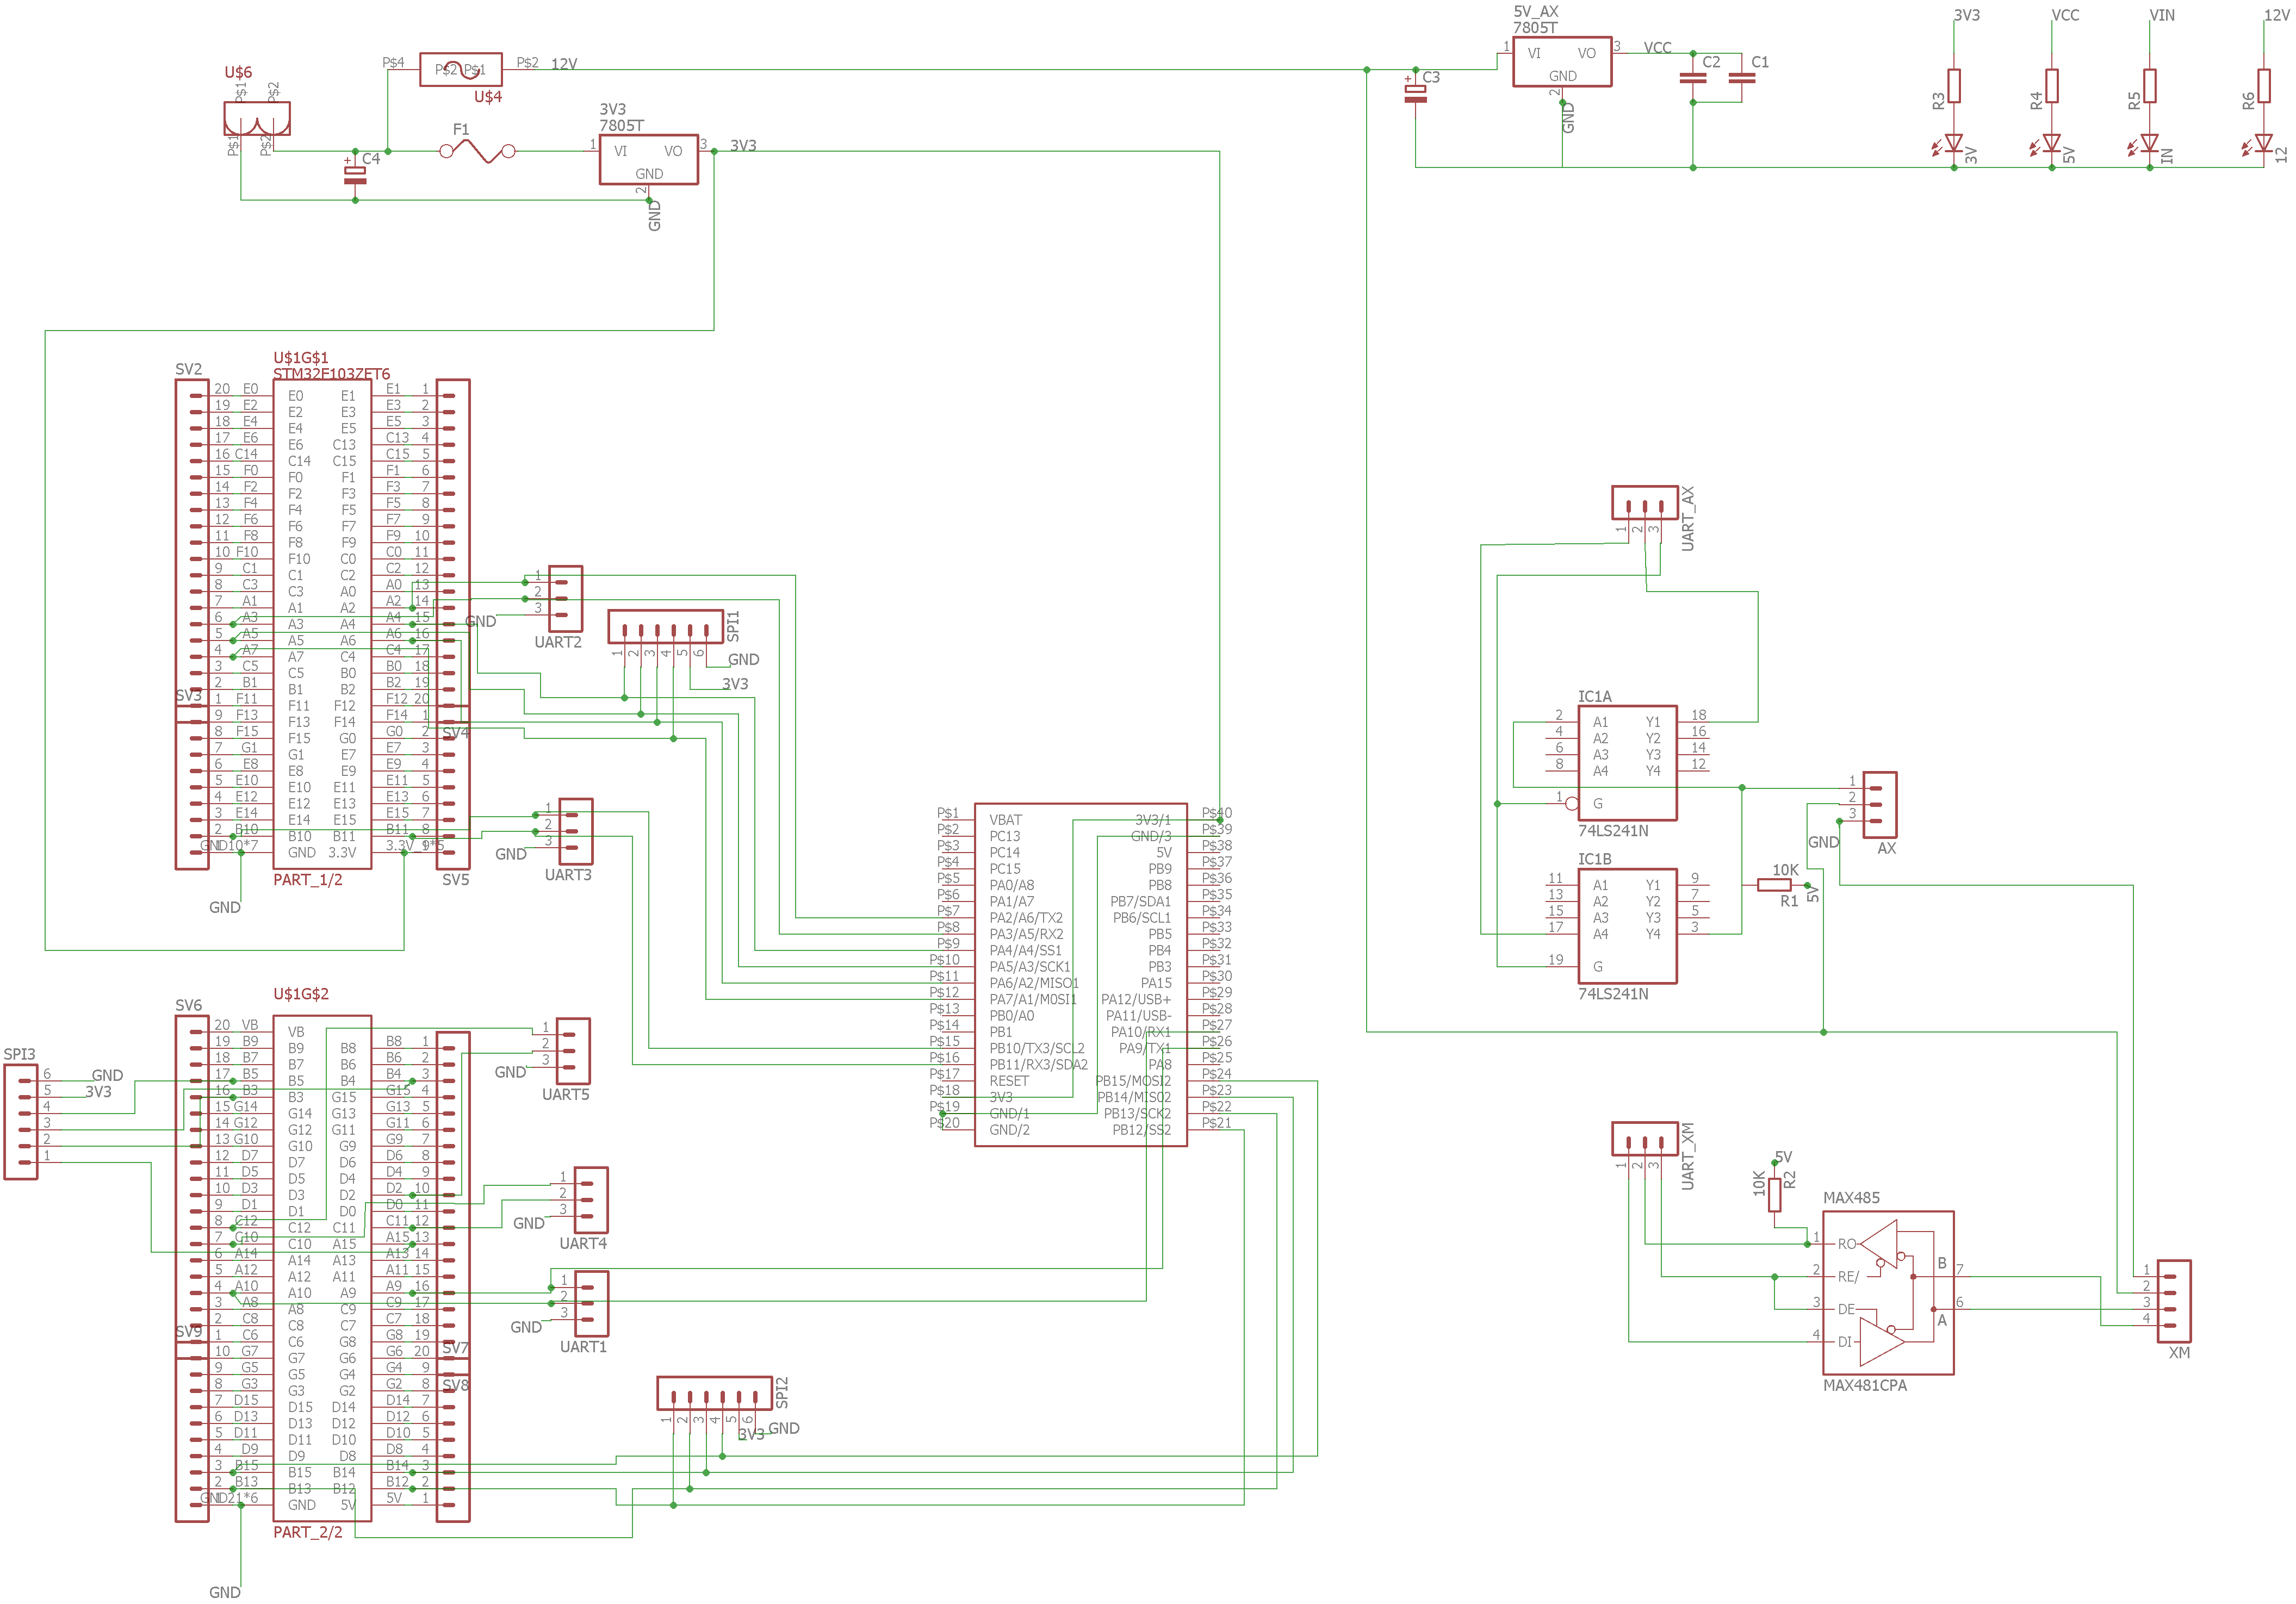 5V_AX
7805T
1 VI VO 3 VCC
GND
2
GND
C3
+
C2 C1
3V3 VCC VIN 12V
R3 R4 R5 R6
3V 5V IN 12
U$6
P$1 P$2
P$1 P$2
P$4 P$2 P$1 P$2 12V
U$4
F1
C4
+
3V3
7805T
1 VI VO 3 3V3
GND
2
GND
U$1G$1
STM32F103ZET6
SV2
20 E0 E0 E1 E1 1
19 E2 E2 E3 E3 2
18 E4 E4 E5 E5 3
17 E6 E6 C13 C13 4
16 C14 C14 C15 C15 5
15 F0 F0 F1 F1 6
14 F2 F2 F3 F3 7
13 F4 F4 F5 F5 8
12 F6 F6 F7 F7 9
11 F8 F8 F9 F9 10
10 F10 F10 C0 C0 11
9 C1 C1 C2 C2 12
8 C3 C3 A0 A0 13
7 A1 A1 A2 A2 14
6 A3 A3 A4 A4 15
5 A5 A5 A6 A6 16
4 A7 A7 C4 C4 17
3 C5 C5 B0 B0 18
2 B1 B1 B2 B2 19
SV3
1 F11 F11 F12 F12 20
9 F13 F13 F14 F14 1
8 F15 F15 G0 G0 2
SV4
7 G1 G1 E7 E7 3
6 E8 E8 E9 E9 4
5 E10 E10 E11 E11 5
4 E12 E12 E13 E13 6
3 E14 E14 E15 E15 7
2 B10 B10 B11 B11 8
GND10*7 GND 3.3V 3.3V
PART_1/2
SV5
GND
1
2
3
GND
UART2
SPI1
1 2 3 4 5 6
GND
3V3
1
2
3
GND
UART3
P$1 VBAT 3V3/1 P$40
P$2 PC13 GND/3 P$39
P$3 PC14 5V P$38
P$4 PC15 PB9 P$37
P$5 PA0/A8 PB8 P$36
P$6 PA1/A7 PB7/SDA1 P$35
P$7 PA2/A6/TX2 PB6/SCL1 P$34
P$8 PA3/A5/RX2 PB5 P$33
P$9 PA4/A4/SS1 PB4 P$32
P$10 PA5/A3/SCK1 PB3 P$31
P$11 PA6/A2/MISO1 PA15 P$30
P$12 PA7/A1/MOSI1 PA12/USB+ P$29
P$13 PB0/A0 PA11/USB- P$28
P$14 PB1 PA10/RX1 P$27
P$15 PB10/TX3/SCL2 PA9/TX1 P$26
P$16 PB11/RX3/SDA2 PA8 P$25
P$17 RESET PB15/MOSI2 P$24
P$18 3V3 PB14/MISO2 P$23
P$19 GND/1 PB13/SCK2 P$22
P$20 GND/2 PB12/SS2 P$21
UART_AX
1 2 3
IC1A
2 A1 Y1 18
4 A2 Y2 16
6 A3 Y3 14
8 A4 Y4 12
1 G
74LS241N
IC1B
11 A1 Y1 9
13 A2 Y2 7
15 A3 Y3 5
17 A4 Y4 3
19 G
74LS241N
1
2
3
GND
AX
10K
R1
5V
U$1G$2
SV6
20 VB VB
19 B9 B9 B8 B8 1
18 B7 B7 B6 B6 2
17 B5 B5 B4 B4 3
16 B3 B3 G15 G15 4
15 G14 G14 G13 G13 5
14 G12 G12 G11 G11 6
13 G10 G10 G9 G9 7
12 D7 D7 D6 D6 8
11 D5 D5 D4 D4 9
10 D3 D3 D2 D2 10
9 D1 D1 D0 D0 11
8 C12 C12 C11 C11 12
7 C10 C10 A15 A15 13
6 A14 A14 A13 A13 14
5 A12 A12 A11 A11 15
4 A10 A10 A9 A9 16
3 A8 A8 C9 C9 17
2 C8 C8 C7 C7 18
SV9
1 C6 C6 G8 G8 19
SV7
10 G7 G7 G6 G6 20
9 G5 G5 G4 G4 9
SV8
8 G3 G3 G2 G2 8
7 D15 D15 D14 D14 7
6 D13 D13 D12 D12 6
5 D11 D11 D10 D10 5
4 D9 D9 D8 D8 4
3 B15 B15 B14 B14 3
2 B13 B13 B12 B12 2
GND21*6 GND 5V 5V 1
PART_2/2
GND
SPI3
6 GND
5 3V3
4
3
2
1
1
2
3
GND
UART5
1
2
3
GND
UART4
1
2
3
GND
UART1
SPI2
1 2 3 4 5 6
3V3
GND
UART_XM
1 2 3
5V
10K
R2
MAX485
1 RO
2 RE/ B 7
3 DE A 6
4 DI
MAX481CPA
1
2
3
4
XM